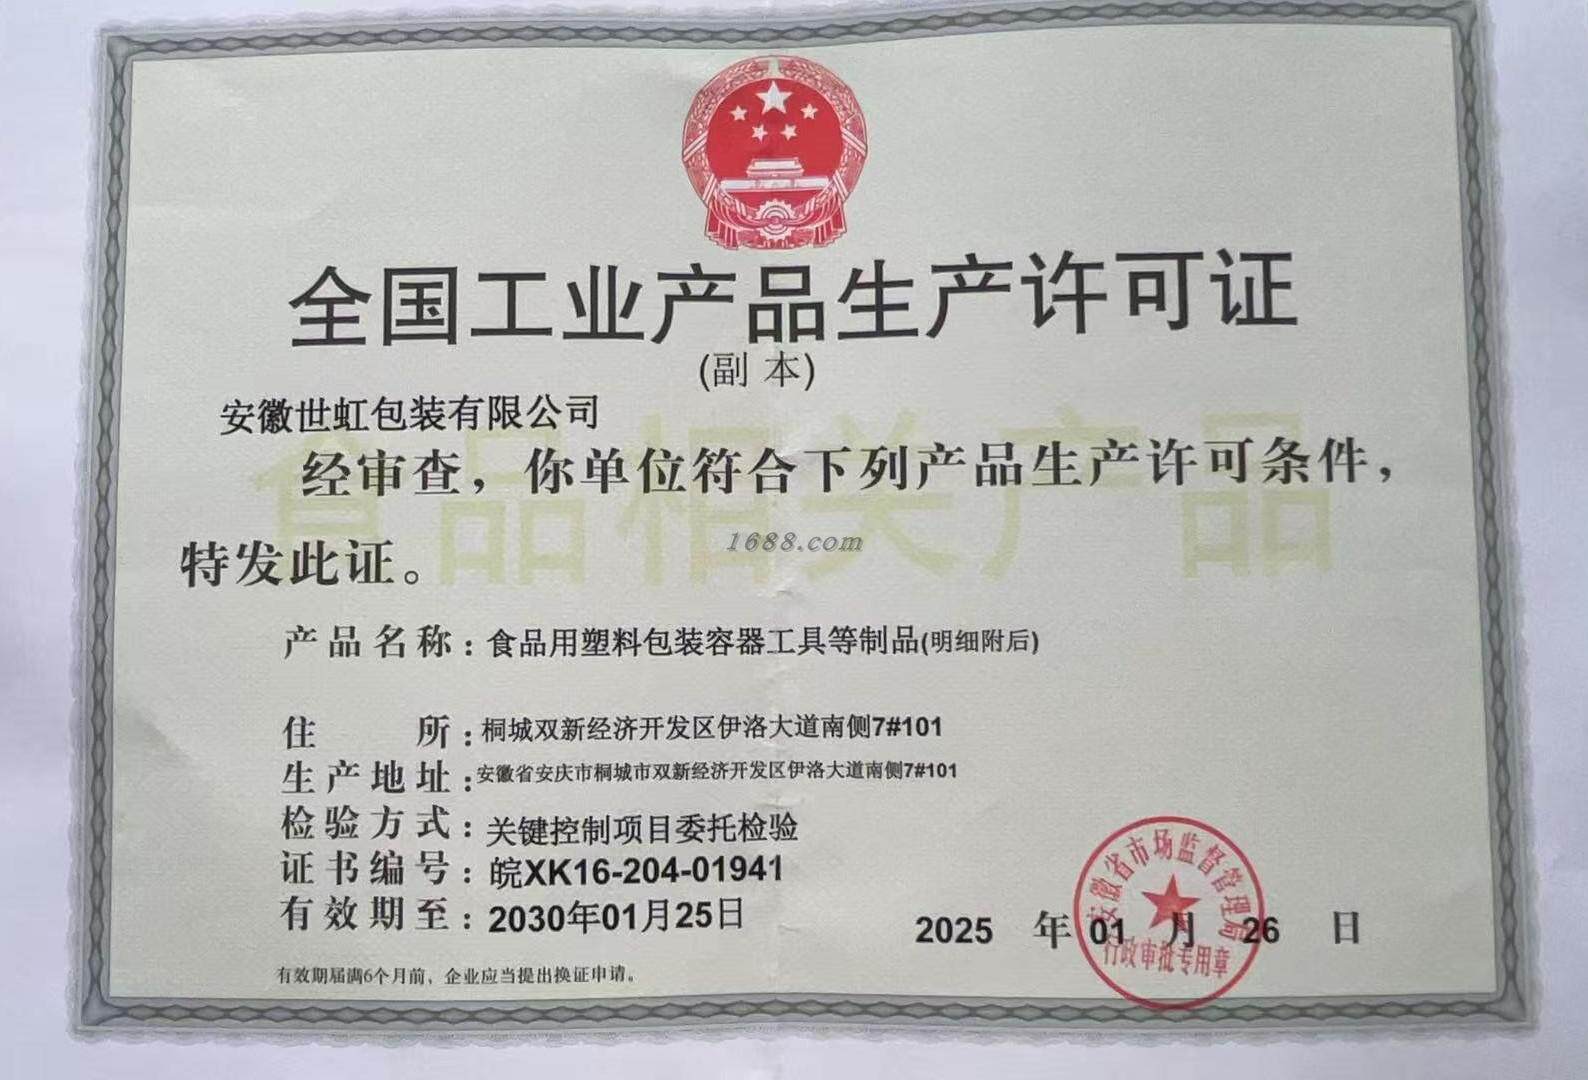 全国工业产品生产许可证
(副 本)
安徽世虹包装有限公司
食品相关产品
经审查，你单位符合下列产品生产许可条件，
1688.com
特发此证。
产品名称：食品用塑料包装容器工具等制品(明细附后)
住 所：桐城双新经济开发区伊洛大道南侧7#101
生产地址：安徽省安庆市桐城市双新经济开发区伊洛大道南侧7#101
检验方式：关键控制项目委托检验
证书编号：皖XK16-204-01941
有效期至：2030年01月25日
2025 年 01 月 26 日
安徽省市场监督管理局
行政审批专用章
有效期届满6个月前，企业应当提出换证申请。